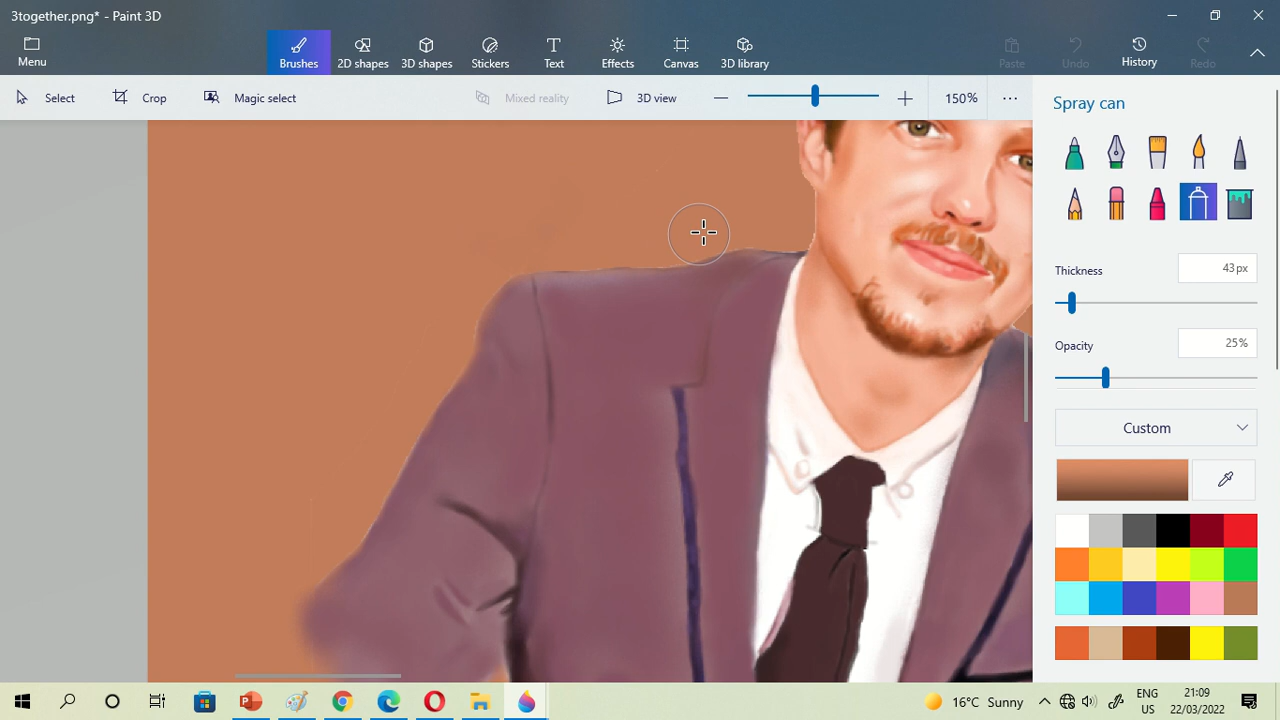 3together.png* - Paint 3D
Menu
Brushes
2D shapes
3D shapes
Stickers
Text
Effects
Canvas
3D library
Paste
Undo
History
Redo
Select
Crop
Magic select
Mixed reality
3D view
150%
Spray can
Thickness
43px
Opacity
25%
Custom
16°C Sunny
ENG
US
21:09
22/03/2022